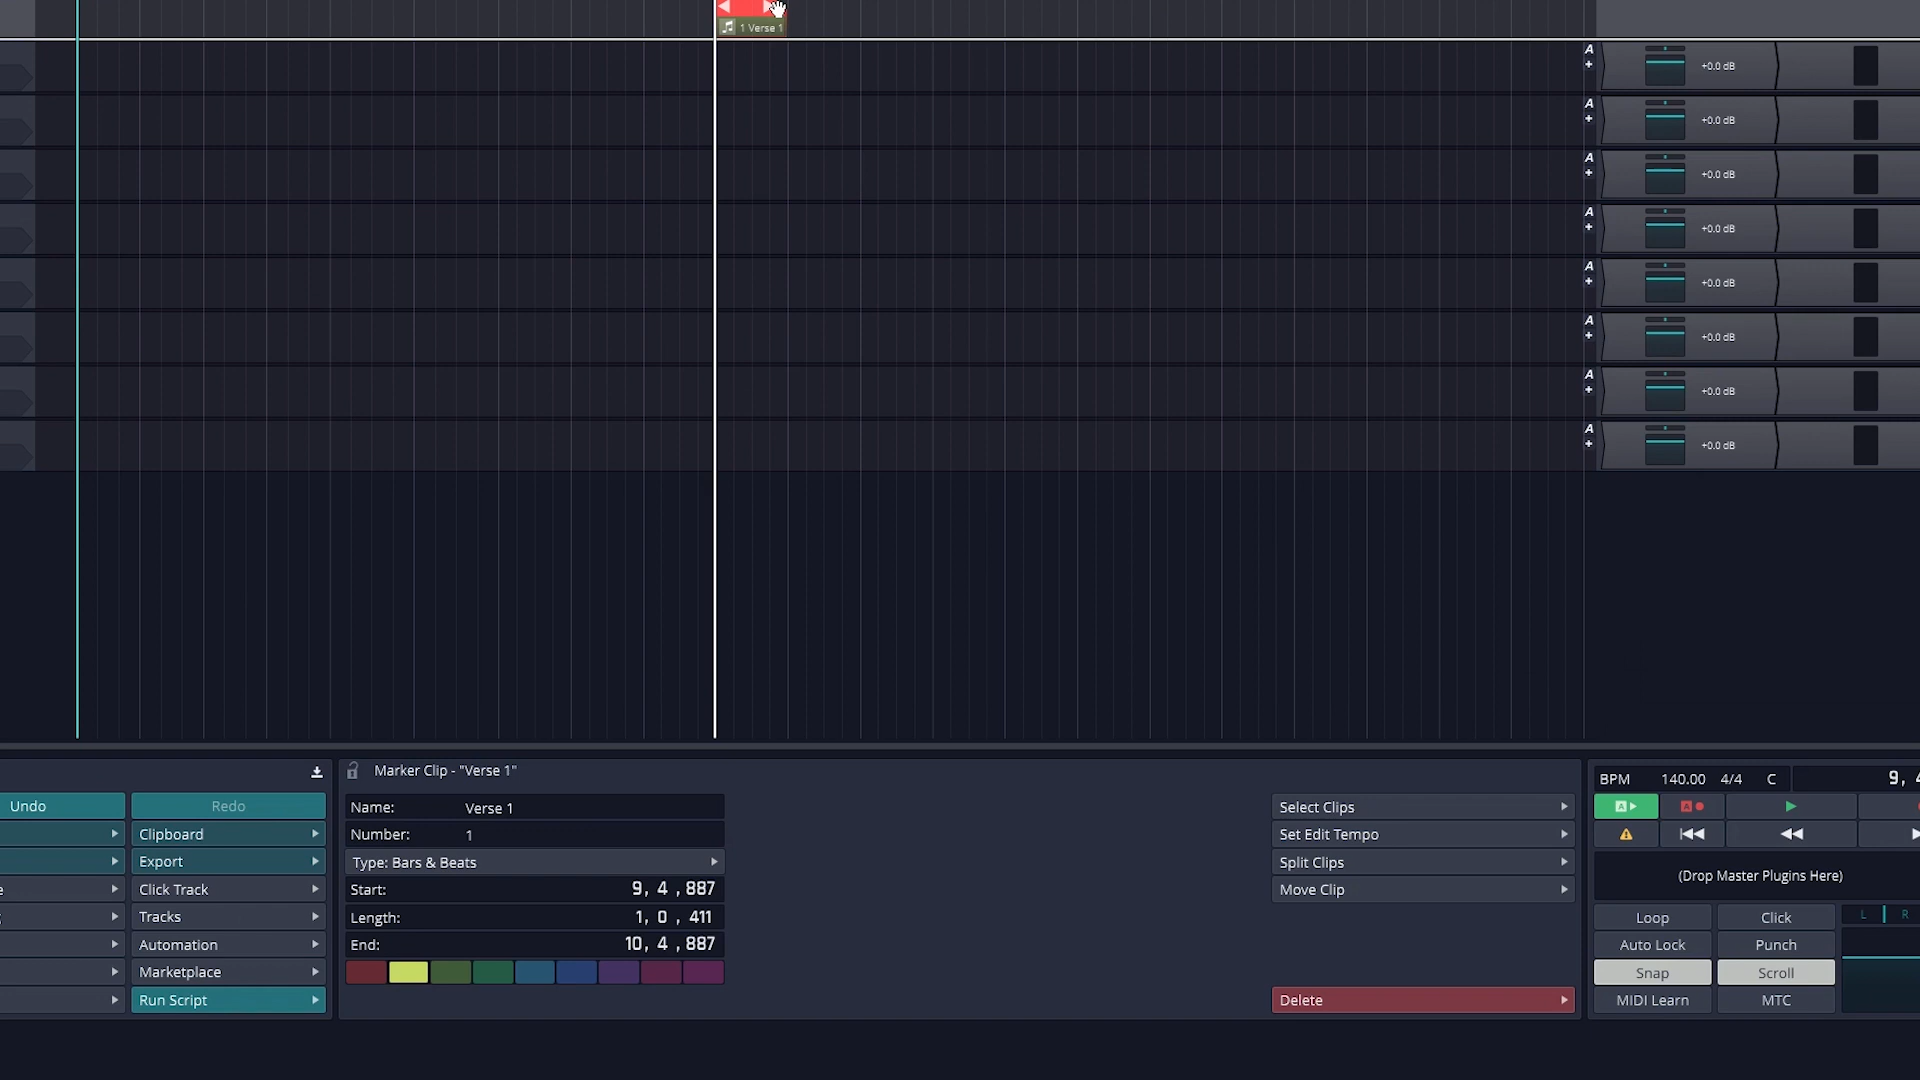 1 Verse 1
A
+
+0.0 dB
A
+
+0.0 dB
A
+
+0.0 dB
A
+
+0.0 dB
A
+
+0.0 dB
A
+
+0.0 dB
A
+
+0.0 dB
A
+
+0.0 dB
Undo
Redo
Clipboard
Export
Click Track
Tracks
Automation
Marketplace
Run Script
Marker Clip - "Verse 1"
Name: Verse 1
Number: 1
Type: Bars & Beats
Start: 9, 4 ,887
Length: 1, 0 , 411
End: 10, 4 ,887
Select Clips
Set Edit Tempo
Split Clips
Move Clip
Delete
BPM 140.00 4/4 C 9,
A A
(Drop Master Plugins Here)
Loop Click L R
Auto Lock Punch
Snap Scroll
MIDI Learn MTC